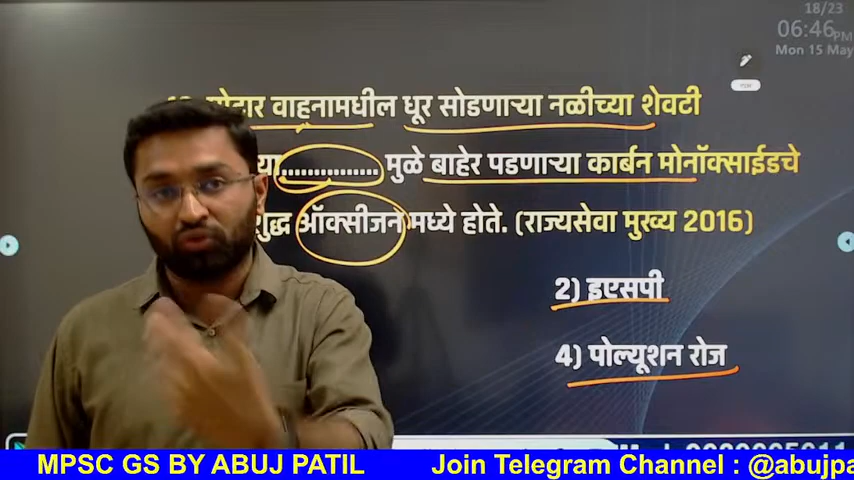 18/23
06:46 PM
Mon 15 May
वाहनामधील धूर सोडणाऱ्या नळीच्या शेवटी
या............... मुळे बाहेर पडणाऱ्या कार्बन मोनॉक्साईडचे
शुद्ध ऑक्सीजन मध्ये होते. (राज्यसेवा मुख्य 2016)
2) इएसपी
4) पोल्यूशन रोज
MPSC GS BY ABUJ PATIL Join Telegram Channel : @abujpa